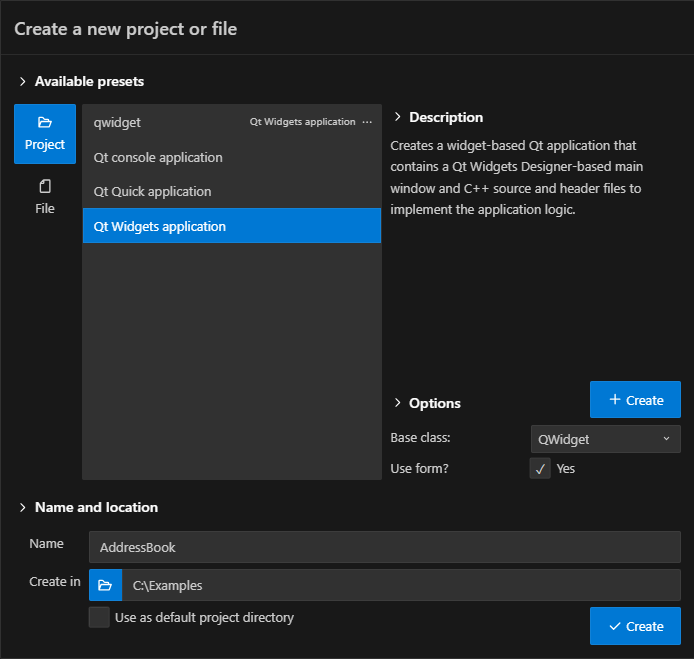 Create a new project or file
Available presets
Project
File
qwidget Qt Widgets application ...
Qt console application
Qt Quick application
Qt Widgets application
Description
Creates a widget-based Qt application that
contains a Qt Widgets Designer-based main
window and C++ source and header files to
implement the application logic.
Options
+ Create
Base class: QWidget
Use form? ✓ Yes
Name and location
Name AddressBook
Create in C:\Examples
Use as default project directory
✓ Create